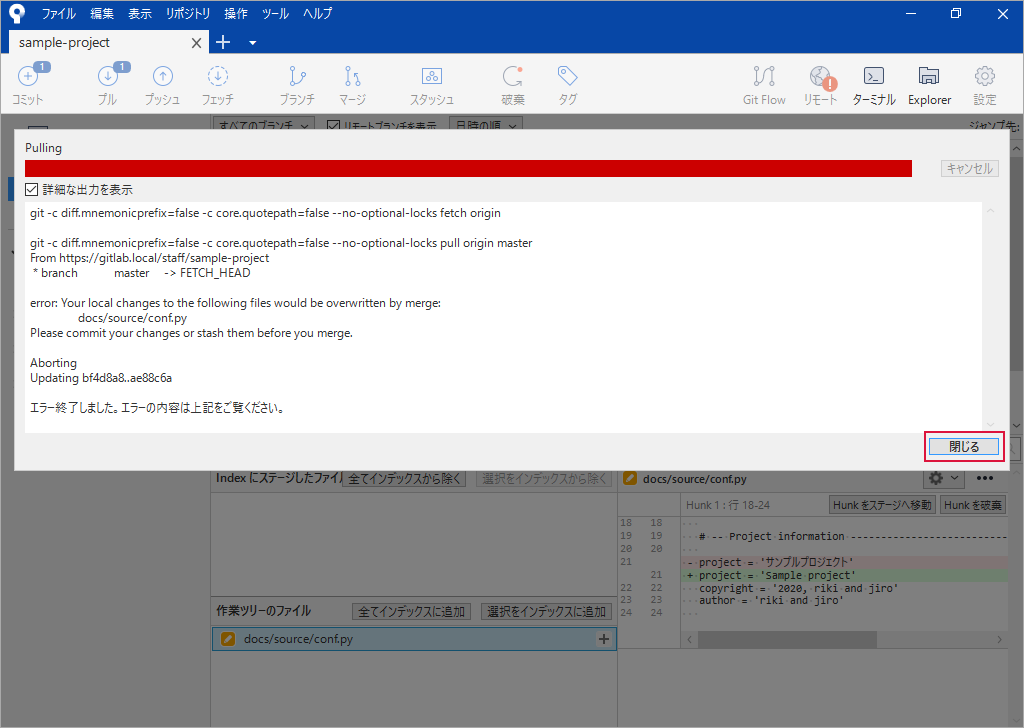 ファイル 編集 表示 リポジトリ 操作 ツール ヘルプ
sample-project
1 1
コミット プル プッシュ フェッチ ブランチ マージ スタッシュ 破棄 タグ Git Flow リモート ターミナル Explorer 設定
すべてのブランチ リモートブランチを表示 日時の順 ジャンプ先:
Pulling
キャンセル
詳細な出力を表示
git -c diff.mnemonicprefix=false -c core.quotepath=false --no-optional-locks fetch origin
git -c diff.mnemonicprefix=false -c core.quotepath=false --no-optional-locks pull origin master
From https://gitlab.local/staff/sample-project
* branch master -> FETCH_HEAD
error: Your local changes to the following files would be overwritten by merge:
docs/source/conf.py
Please commit your changes or stash them before you merge.
Aborting
Updating bf4d8a8..ae88c6a
エラー終了しました。エラーの内容は上記をご覧ください。
閉じる
Index にステージしたファイル 全てインデックスから除く 選択をインデックスから除く
docs/source/conf.py
Hunk 1 : 行 18-24 Hunk をステージへ移動 Hunk を破棄
18 18
19 19 # -- Project information --------------------------
20 20
21 - project = 'サンプルプロジェクト'
21 + project = 'Sample project'
22 22 copyright = '2020, riki and jiro'
23 23 author = 'riki and jiro'
24 24
作業ツリーのファイル 全てインデックスに追加 選択をインデックスに追加
docs/source/conf.py